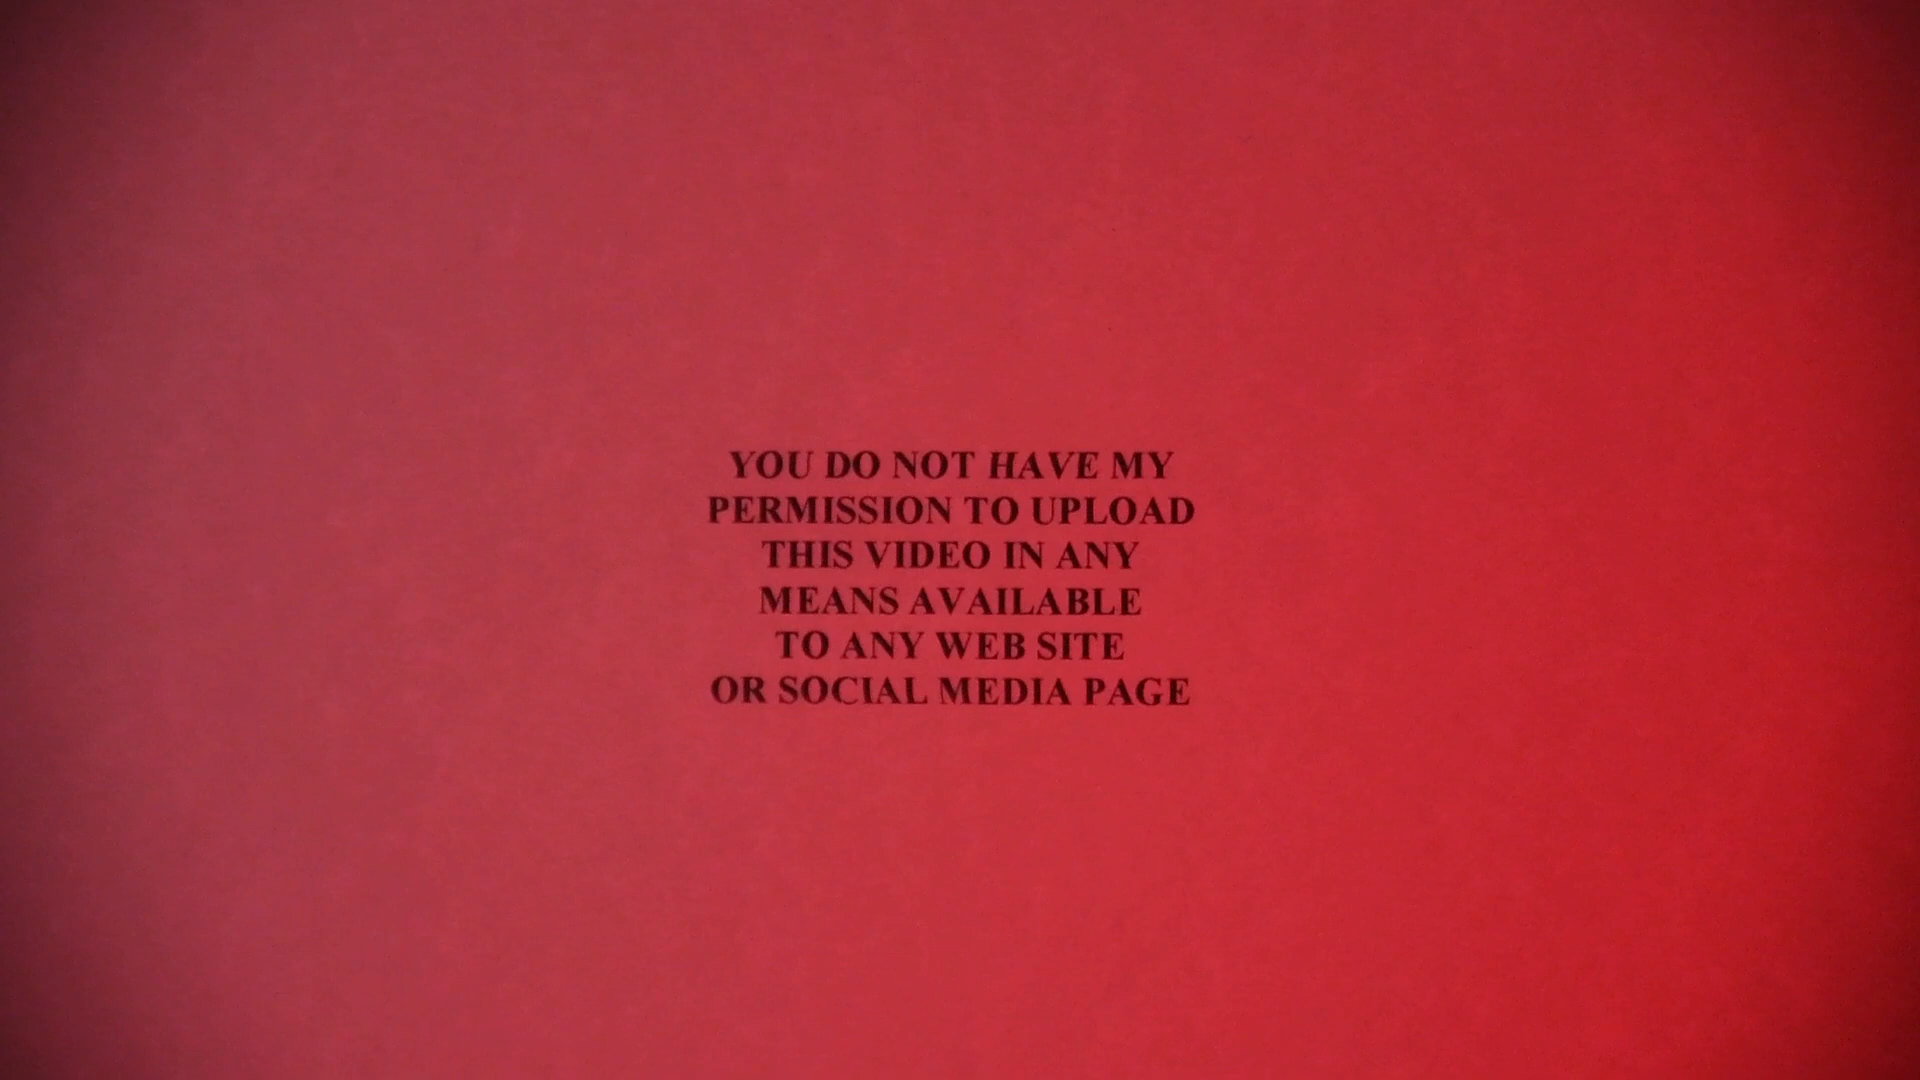 YOU DO NOT HAVE MY
PERMISSION TO UPLOAD
THIS VIDEO IN ANY
MEANS AVAILABLE
TO ANY WEB SITE
OR SOCIAL MEDIA PAGE